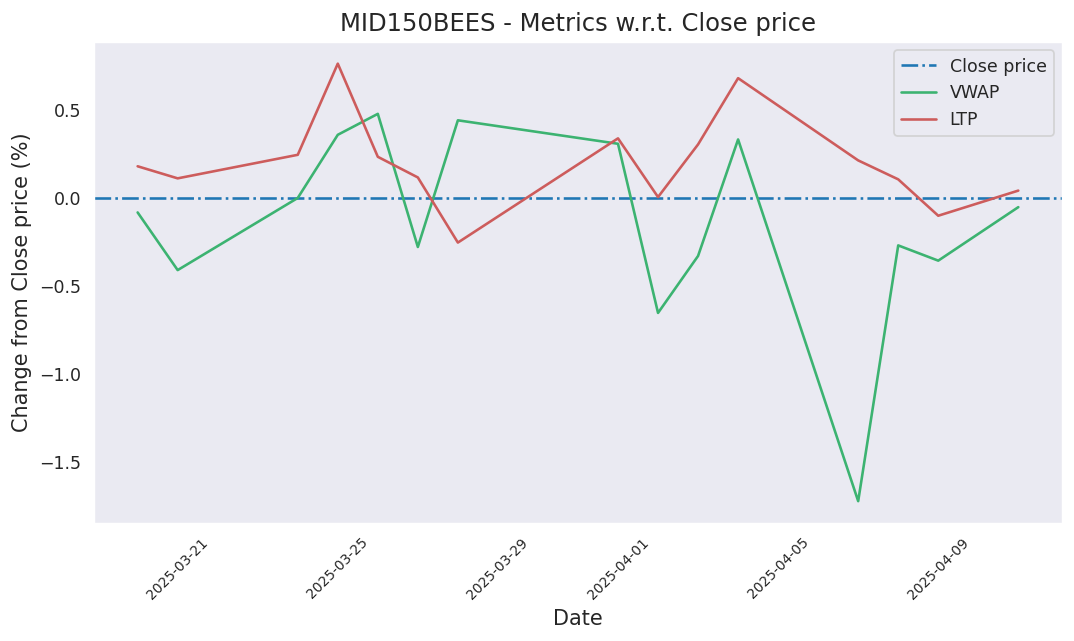 MID150BEES - Metrics w.r.t. Close price
Close price
VWAP
LTP
Change from Close price (%)
0.5
0.0
−0.5
−1.0
−1.5
2025-03-21
2025-03-25
2025-03-29
2025-04-01
2025-04-05
2025-04-09
Date